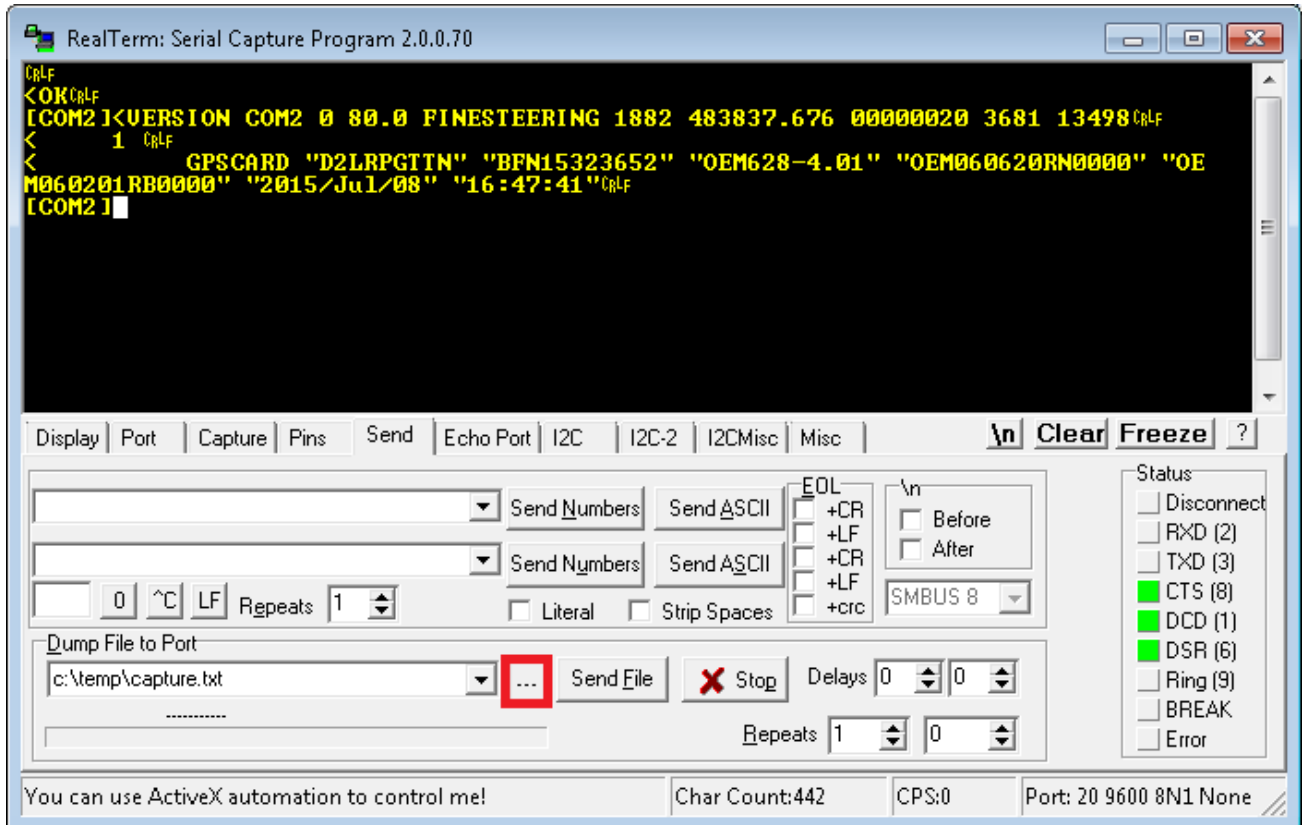 RealTerm: Serial Capture Program 2.0.0.70
CRLF
<OKCRLF
[COM2]<VERSION COM2 0 80.0 FINESTEERING 1882 483837.676 00000020 3681 13498CRLF
<      1 CRLF
<            GPSCARD "D2LRPGTTN" "BFN15323652" "OEM628-4.01" "OEM060620RN0000" "OE
M060201RB0000" "2015/Jul/08" "16:47:41"CRLF
[COM2]
Display Port Capture Pins Send Echo Port I2C I2C-2 I2CMisc Misc \n Clear Freeze ?
Send Numbers Send ASCII
Send Numbers Send ASCII
0 ^C LF Repeats 1 Literal Strip Spaces
EOL
+CR
+LF
+CR
+LF
+crc
\n
Before
After
SMBUS 8
Status
Disconnect
RXD (2)
TXD (3)
CTS (8)
DCD (1)
DSR (6)
Ring (9)
BREAK
Error
Dump File to Port
c:\temp\capture.txt ... Send File Stop Delays 0 0
-----------
Repeats 1 0
You can use ActiveX automation to control me! Char Count:442 CPS:0 Port: 20 9600 8N1 None